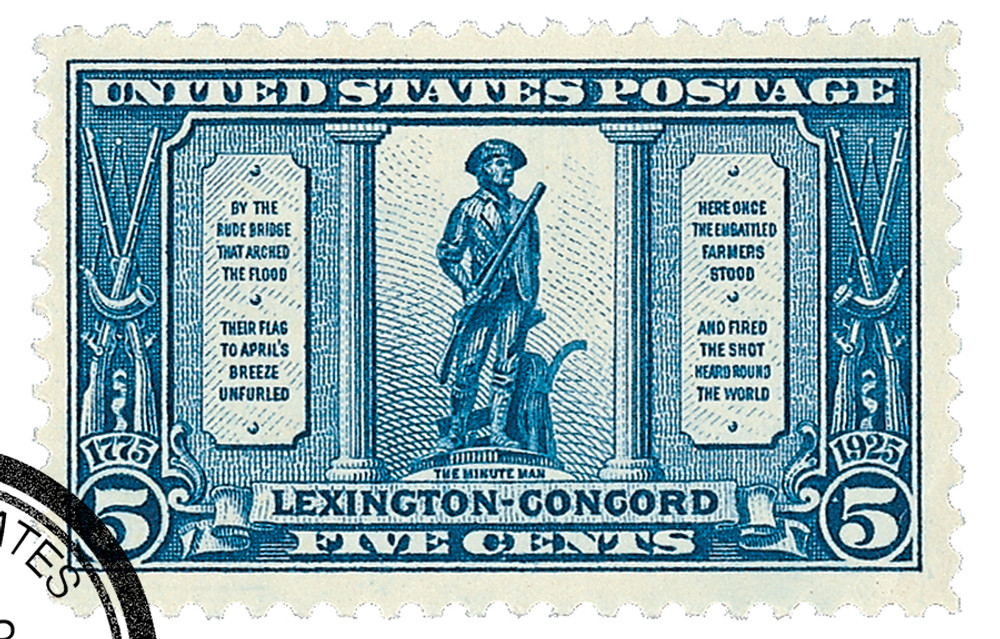 UNITED STATES POSTAGE
BY THE
RUDE BRIDGE
THAT ARCHED
THE FLOOD
THEIR FLAG
TO APRIL'S
BREEZE
UNFURLED
HERE ONCE
THE EMBATTLED
FARMERS
STOOD
AND FIRED
THE SHOT
HEARD ROUND
THE WORLD
1775
1925
THE MINUTE MAN
5
LEXINGTON-CONCORD
5
FIVE CENTS